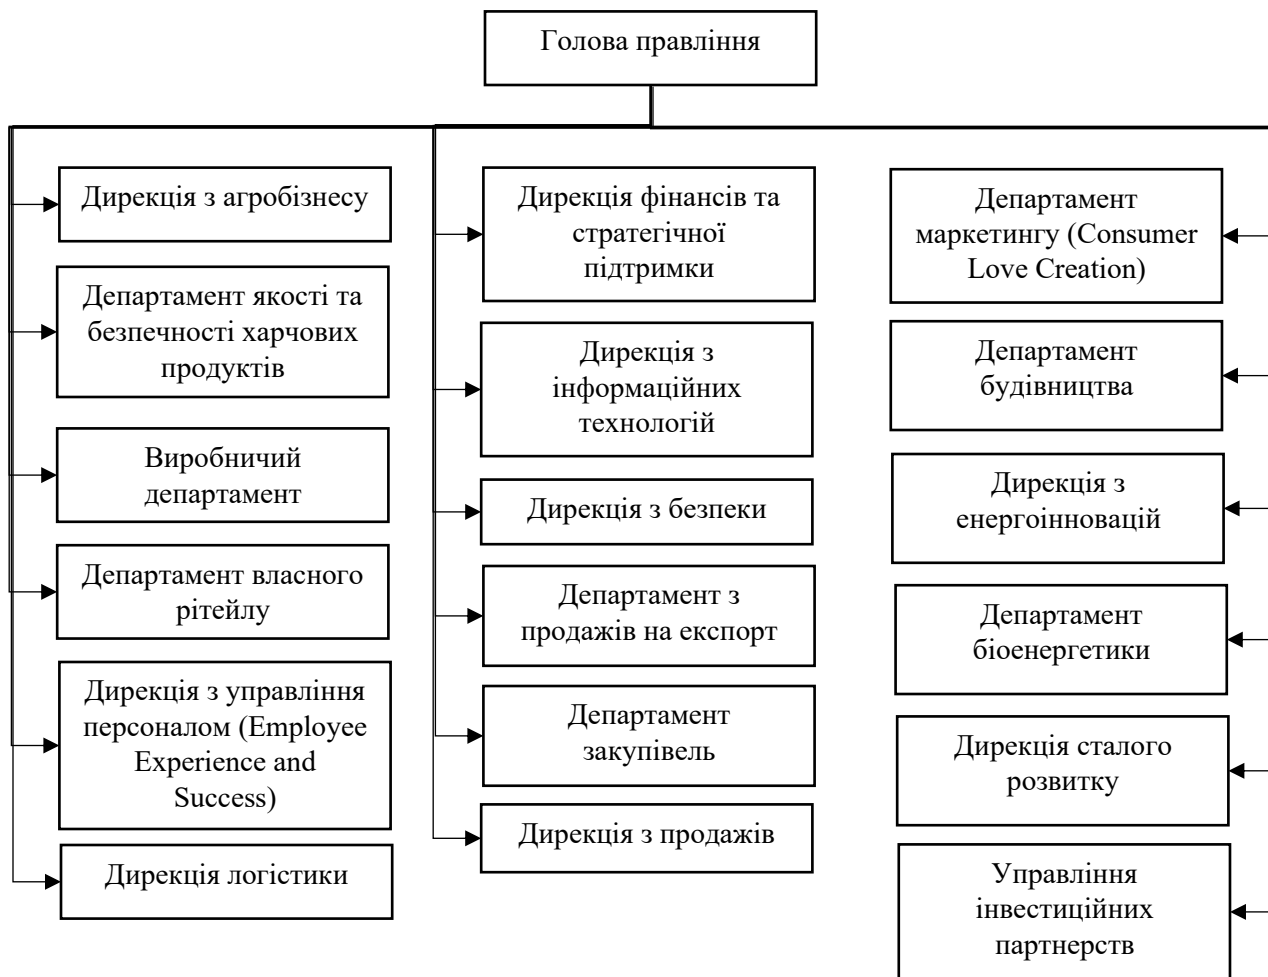 Голова правління
Дирекція з агробізнесу
Департамент якості та
безпечності харчових
продуктів
Виробничий
департамент
Департамент власного
рітейлу
Дирекція з управління
персоналом (Employee
Experience and
Success)
Дирекція логістики
Дирекція фінансів та
стратегічної
підтримки
Дирекція з
інформаційних
технологій
Дирекція з безпеки
Департамент з
продажів на експорт
Департамент
закупівель
Дирекція з продажів
Департамент
маркетингу (Consumer
Love Creation)
Департамент
будівництва
Дирекція з
енергоінновацій
Департамент
біоенергетики
Дирекція сталого
розвитку
Управління
інвестиційних
партнерств